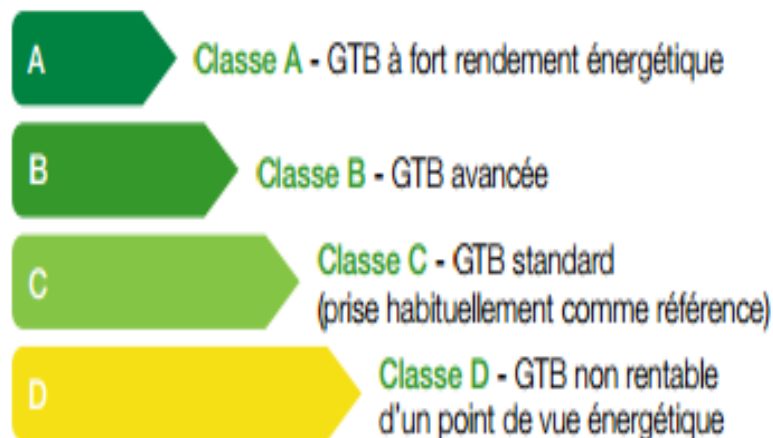 A
Classe A - GTB à fort rendement énergétique
B
Classe B - GTB avancée
C
Classe C - GTB standard
(prise habituellement comme référence)
D
Classe D - GTB non rentable
d'un point de vue énergétique